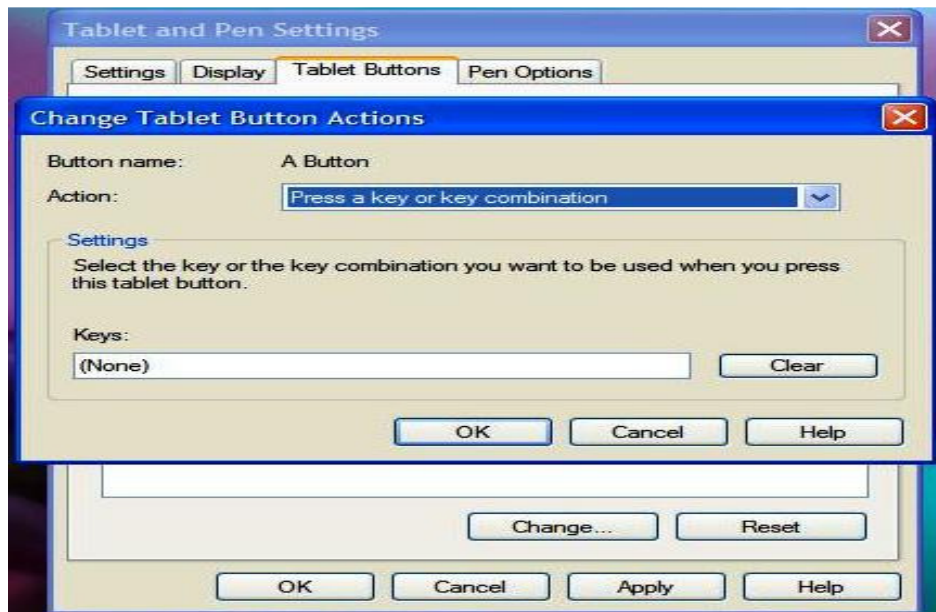 Tablet and Pen Settings
Settings Display Tablet Buttons Pen Options
Change Tablet Button Actions
Button name: A Button
Action: Press a key or key combination
Settings
Select the key or the key combination you want to be used when you press
this tablet button.
Keys:
(None) Clear
OK Cancel Help
Change... Reset
OK Cancel Apply Help